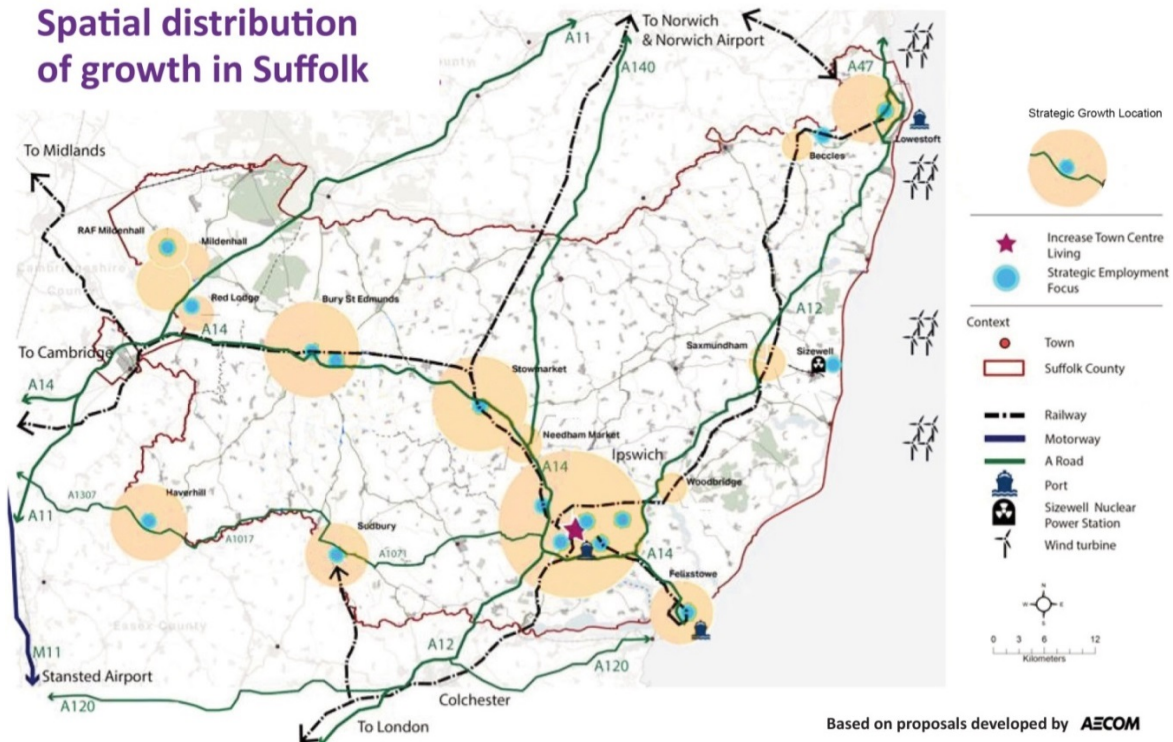 Spatial distribution
of growth in Suffolk
To Norwich
& Norwich Airport
A11
A140
A47
Lowestoft
Beccles
To Midlands
RAF Mildenhall
Mildenhall
Cambridgeshire
County
Red Lodge
Bury St Edmunds
A14
To Cambridge
A14
A12
Saxmundham
Sizewell
Stowmarket
Needham Market
Ipswich
A14
Woodbridge
Haverhill
A1307
A11
A1017
Sudbury
A1071
A14
Felixstowe
Essex County
A12
A120
M11
Stansted Airport
A120
Colchester
To London
Strategic Growth Location
Increase Town Centre
Living
Strategic Employment
Focus
Context
Town
Suffolk County
Railway
Motorway
A Road
Port
Sizewell Nuclear
Power Station
Wind turbine
N
W
E
S
0 3 6 12
Kilometers
Based on proposals developed by AECOM